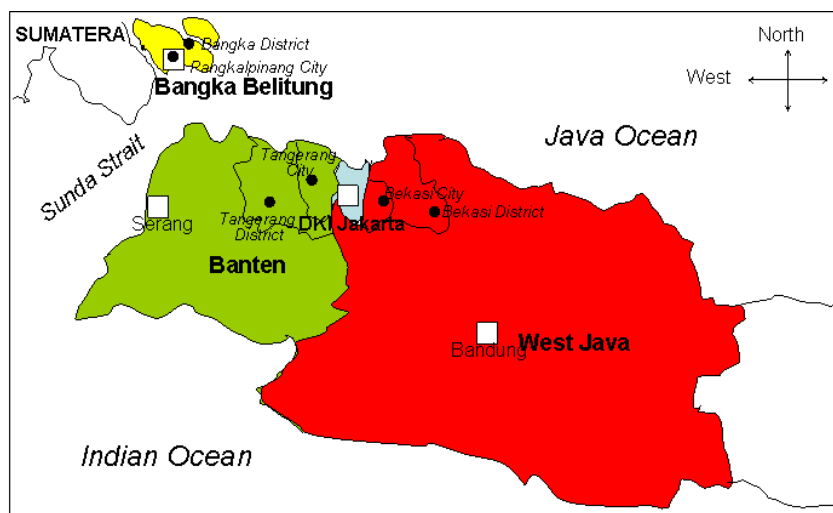 SUMATERA
Bangka District
Pangkalpinang City
Bangka Belitung
North
West
Java Ocean
Sunda Strait
Tangerang
City
Bekasi City
Bekasi District
Serang
Tangerang
District
DKI Jakarta
Banten
Bandung
West Java
Indian Ocean